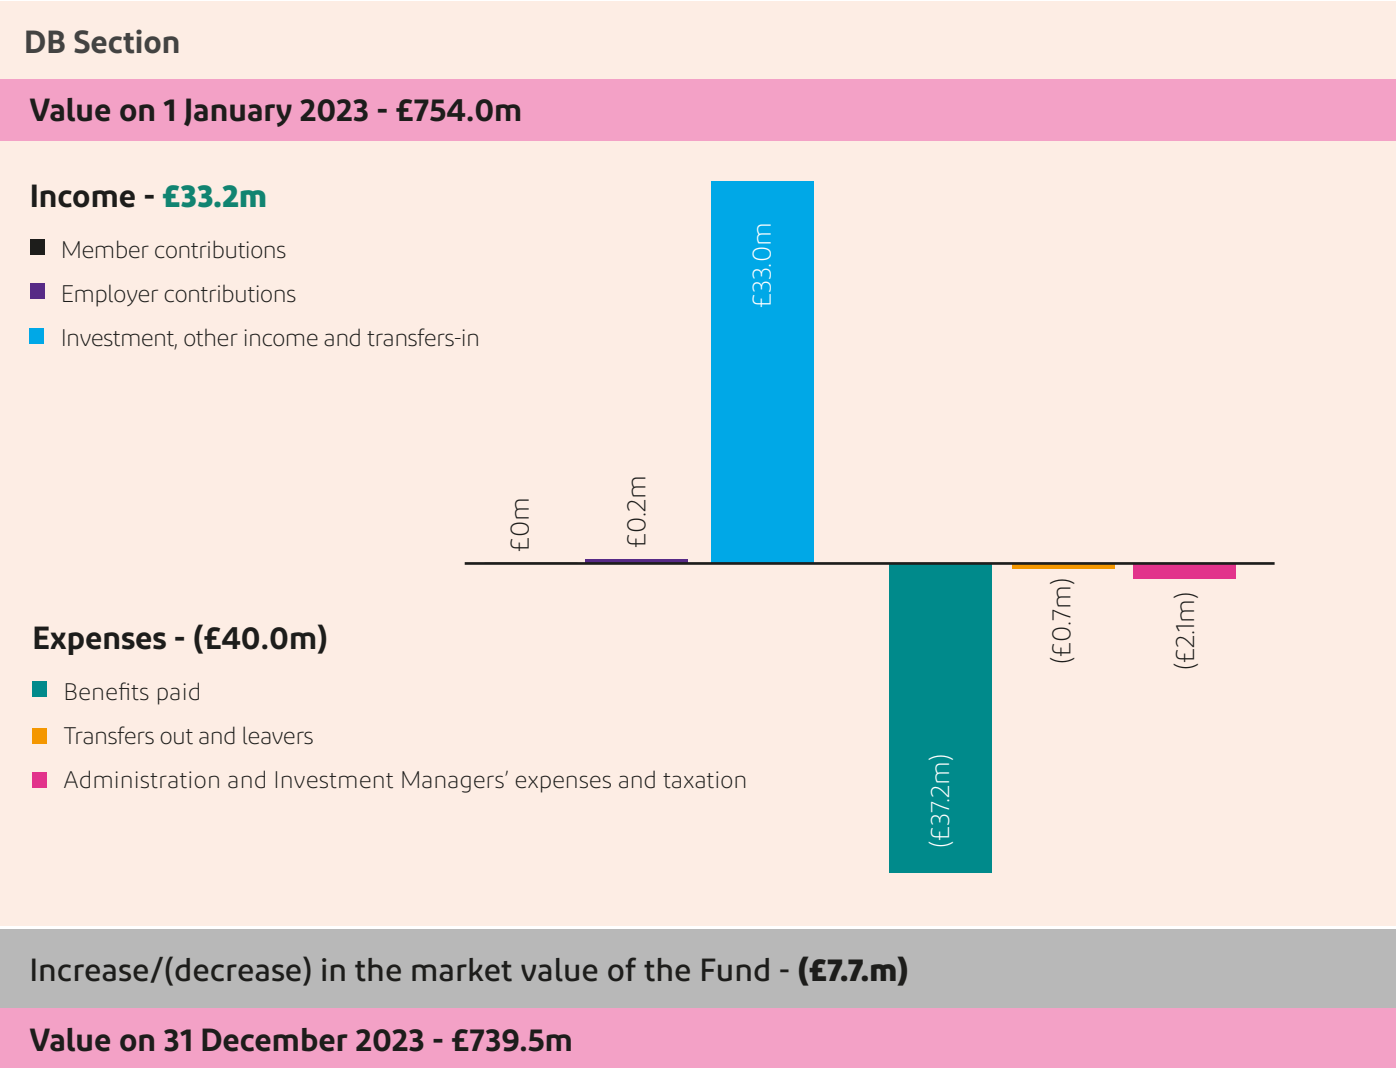 DB Section
Value on 1 January 2023 - £754.0m
Income - £33.2m
Member contributions
Employer contributions
Investment, other income and transfers-in
£0m
£0.2m
£33.0m
Expenses - (£40.0m)
Benefits paid
Transfers out and leavers
Administration and Investment Managers’ expenses and taxation
(£37.2m)
(£0.7m)
(£2.1m)
Increase/(decrease) in the market value of the Fund - (£7.7.m)
Value on 31 December 2023 - £739.5m